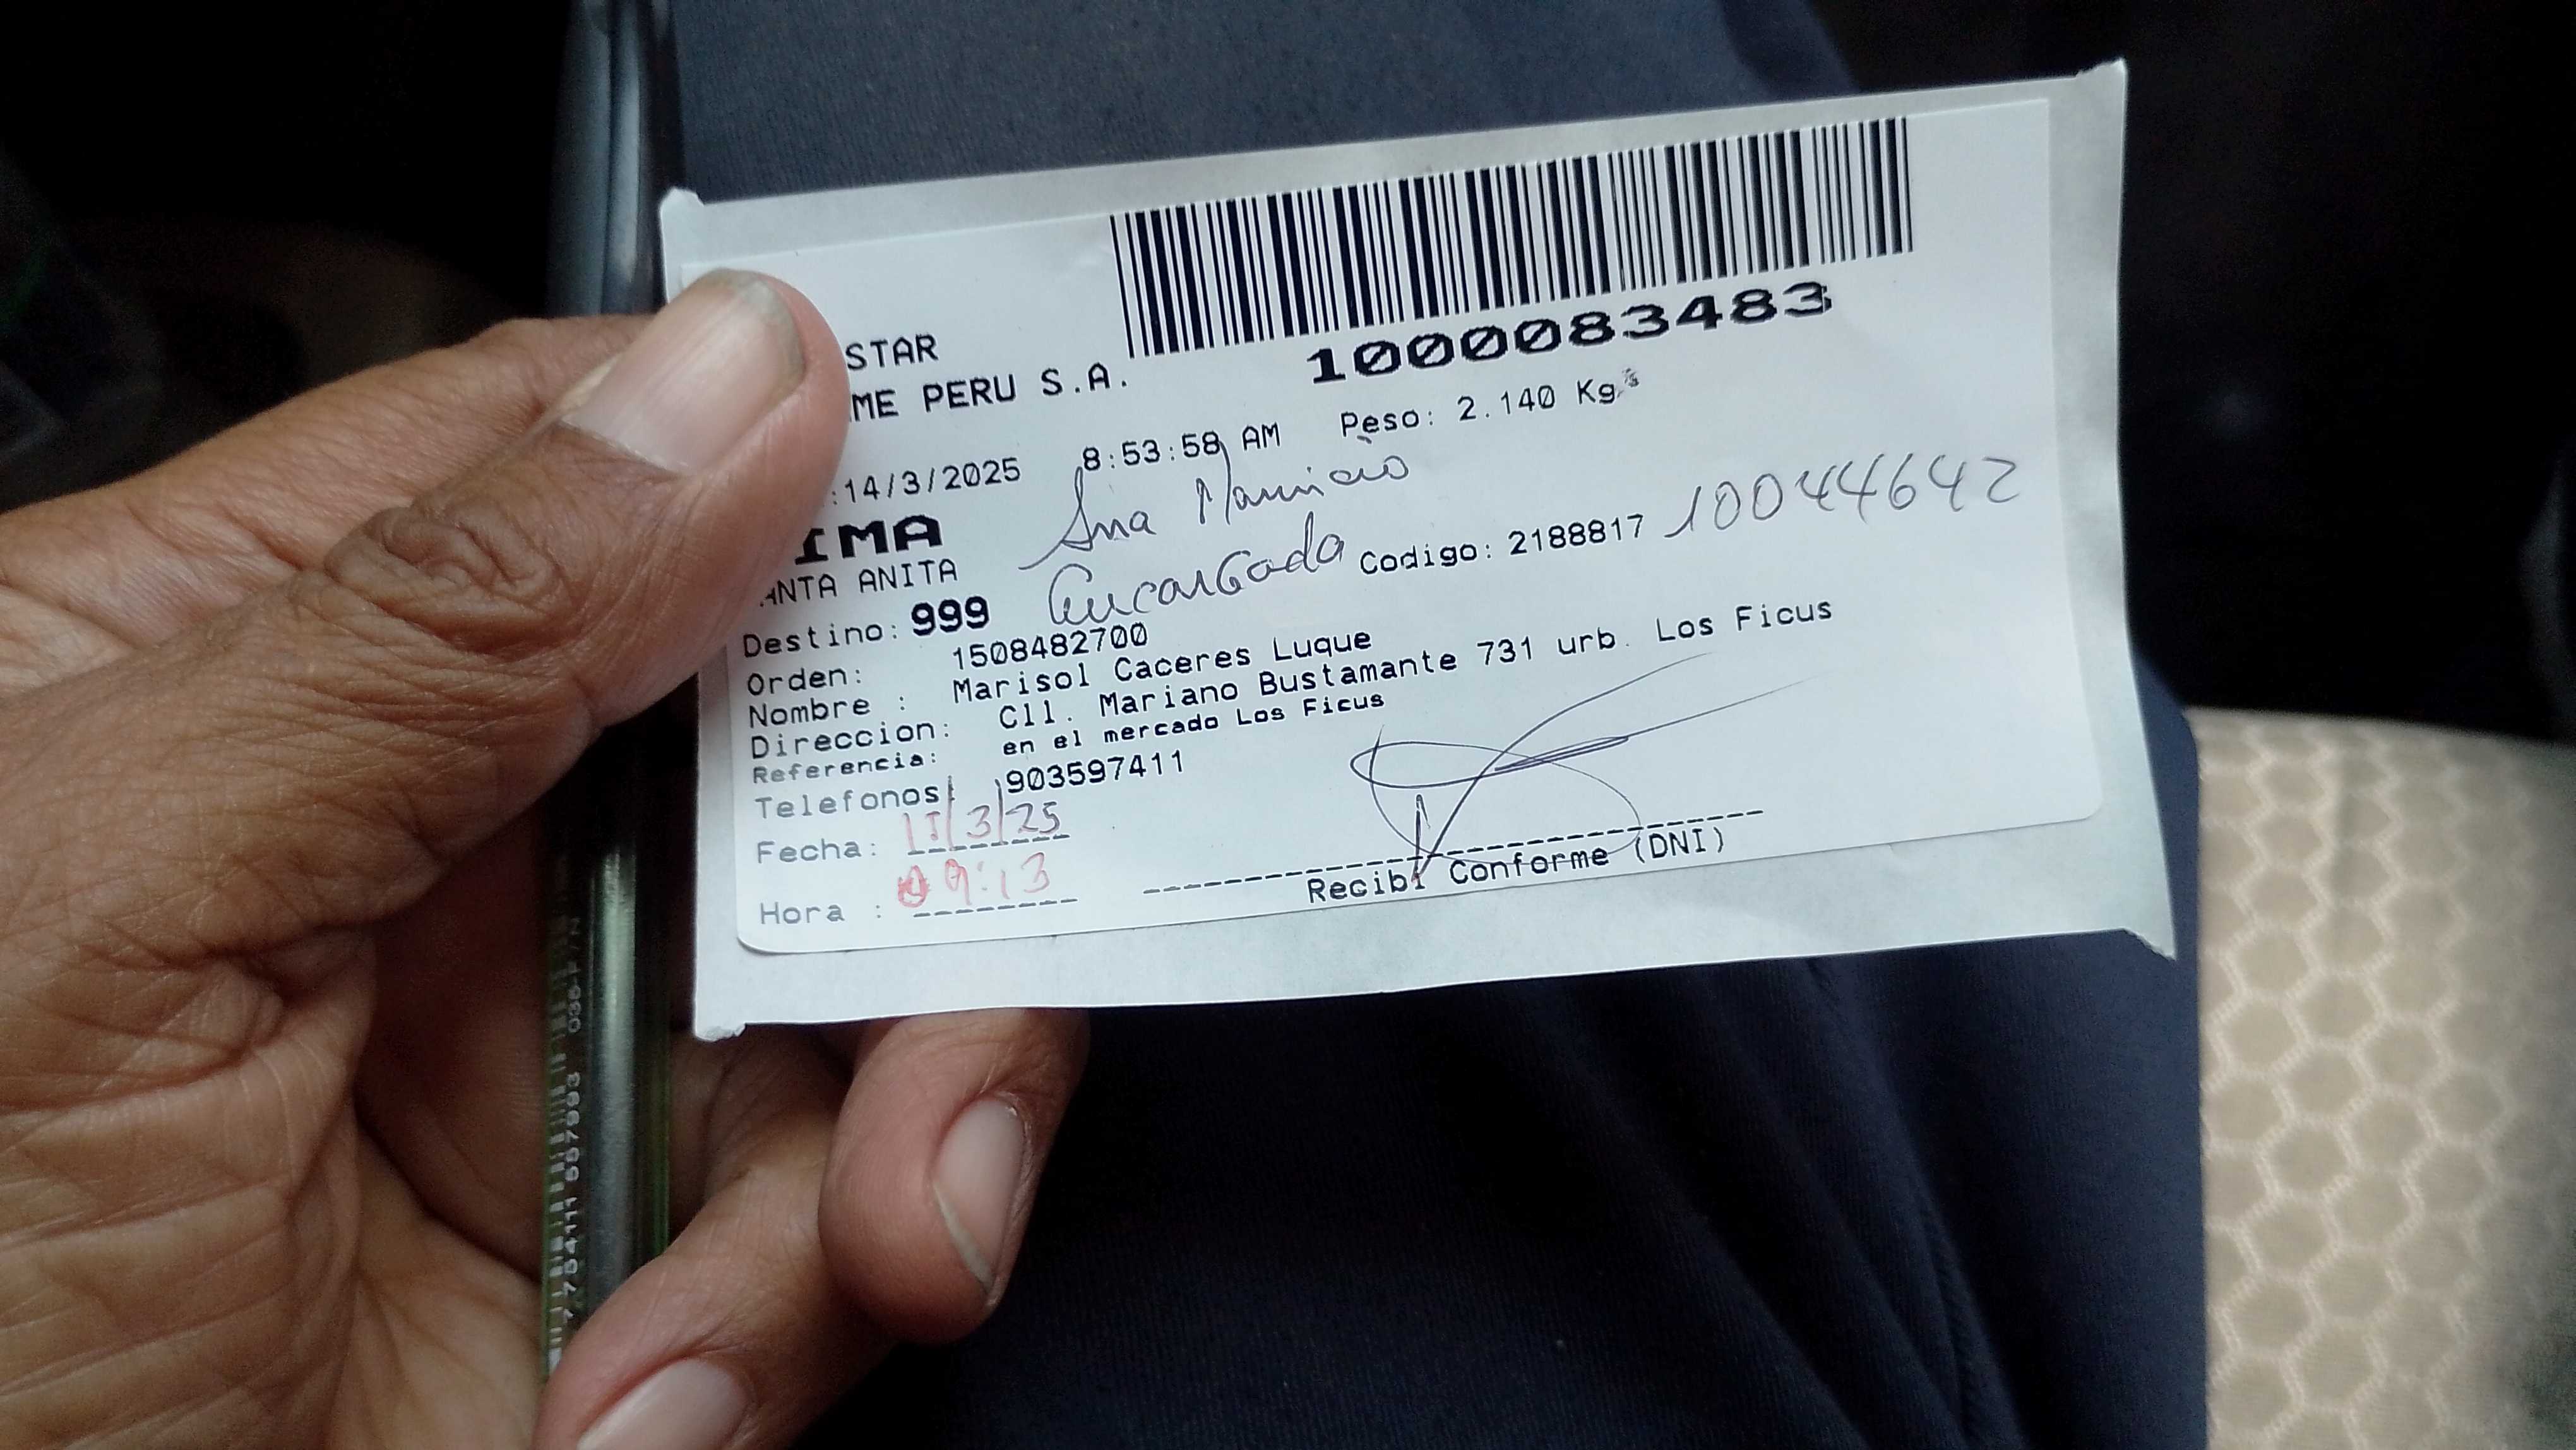 1000083483
STAR
ME PERU S.A.
:14/3/2025 8:53:58 AM Peso: 2.140 Kg
IMA
ANTA ANITA
Ana Mauricio
Encargada
Destino: 999 Codigo: 2188817 10044642
Orden: 1508482700
Nombre : Marisol Caceres Luque
Direccion: Cll. Mariano Bustamante 731 urb. Los Ficus
Referencia: en el mercado Los Ficus
Telefonos: 903597411
Fecha: /3/25
Hora : 09:13
Recibi Conforme (DNI)